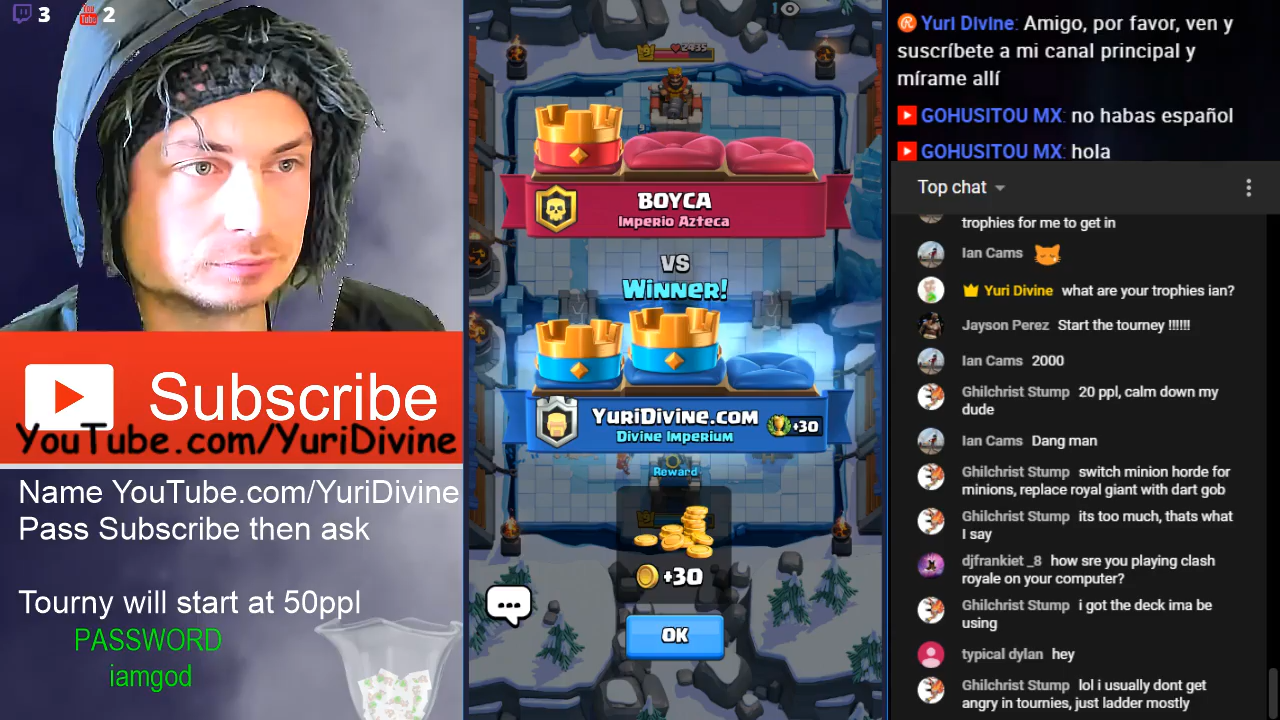 3 2
Subscribe
YouTube.com/YuriDivine
Name YouTube.com/YuriDivine
Pass Subscribe then ask
Tourny will start at 50ppl
PASSWORD
iamgod
1
2435
BOYCA
Imperio Azteca
VS
Winner!
YuriDivine.com
Divine Imperium
+30
Reward
+30
OK
Yuri Divine: Amigo, por favor, ven y
suscríbete a mi canal principal y
mírame allí
GOHUSITOU MX: no habas español
GOHUSITOU MX: hola
Top chat
trophies for me to get in
Ian Cams
Yuri Divine what are your trophies ian?
Jayson Perez Start the tourney !!!!!!
Ian Cams 2000
Ghilchrist Stump 20 ppl, calm down my
dude
Ian Cams Dang man
Ghilchrist Stump switch minion horde for
minions, replace royal giant with dart gob
Ghilchrist Stump its too much, thats what
I say
djfrankiet _8 how sre you playing clash
royale on your computer?
Ghilchrist Stump i got the deck ima be
using
typical dylan hey
Ghilchrist Stump lol i usually dont get
angry in tournies, just ladder mostly